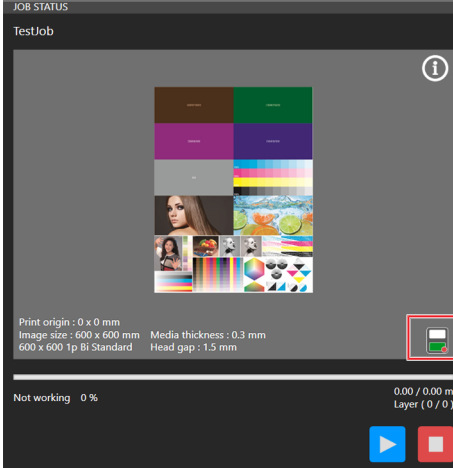 JOB STATUS
TestJob
Print origin : 0 x 0 mm
Image size : 600 x 600 mm Media thickness : 0.3 mm
600 x 600 1p Bi Standard Head gap : 1.5 mm
Not working 0 %
0.00 / 0.00 m
Layer ( 0 / 0 )